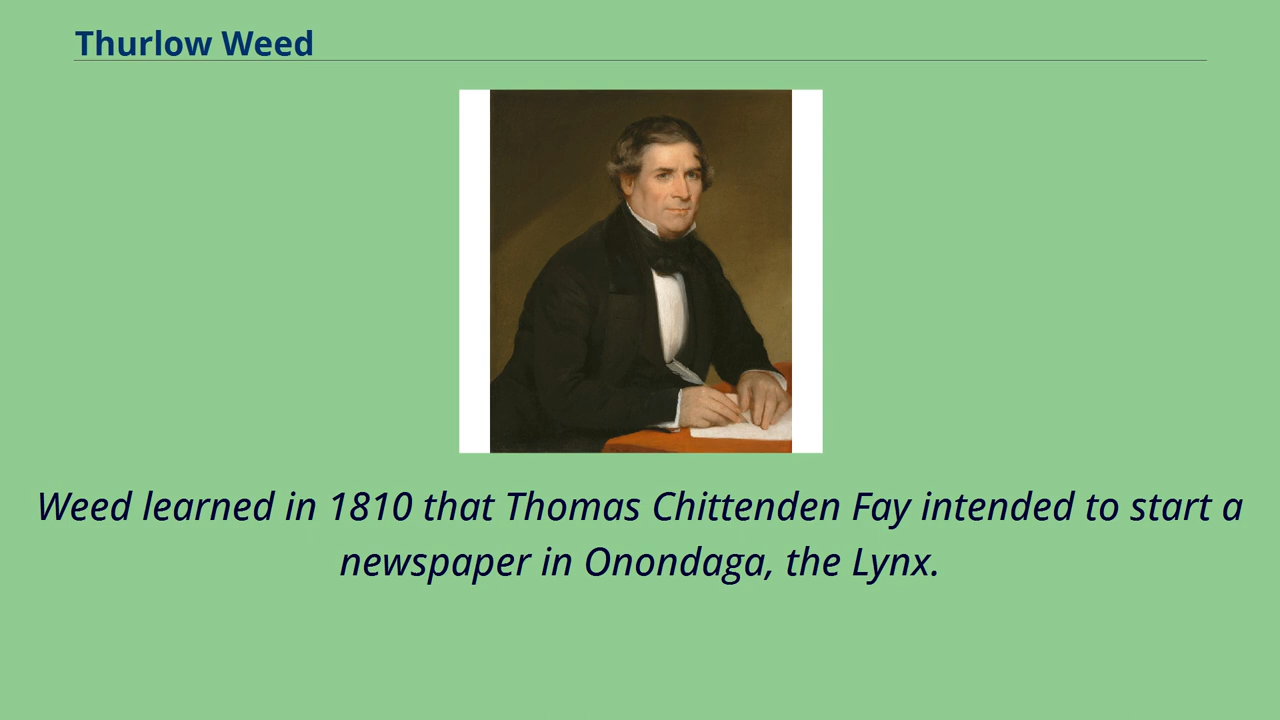 Thurlow Weed
Weed learned in 1810 that Thomas Chittenden Fay intended to start a
newspaper in Onondaga, the Lynx.